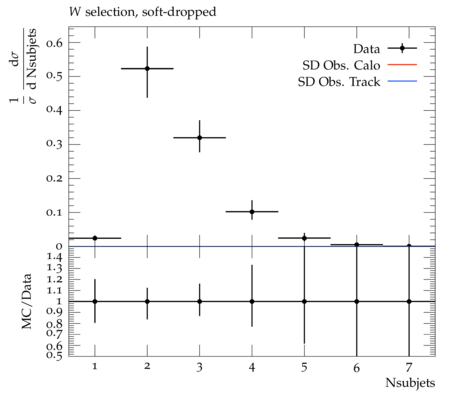 W selection, soft-dropped
1/σ dσ/d Nsubjets
Data
SD Obs. Calo
SD Obs. Track
0.6
0.5
0.4
0.3
0.2
0.1
0
MC/Data
1.4
1.3
1.2
1.1
1
0.9
0.8
0.7
0.6
0.5
1 2 3 4 5 6 7
Nsubjets